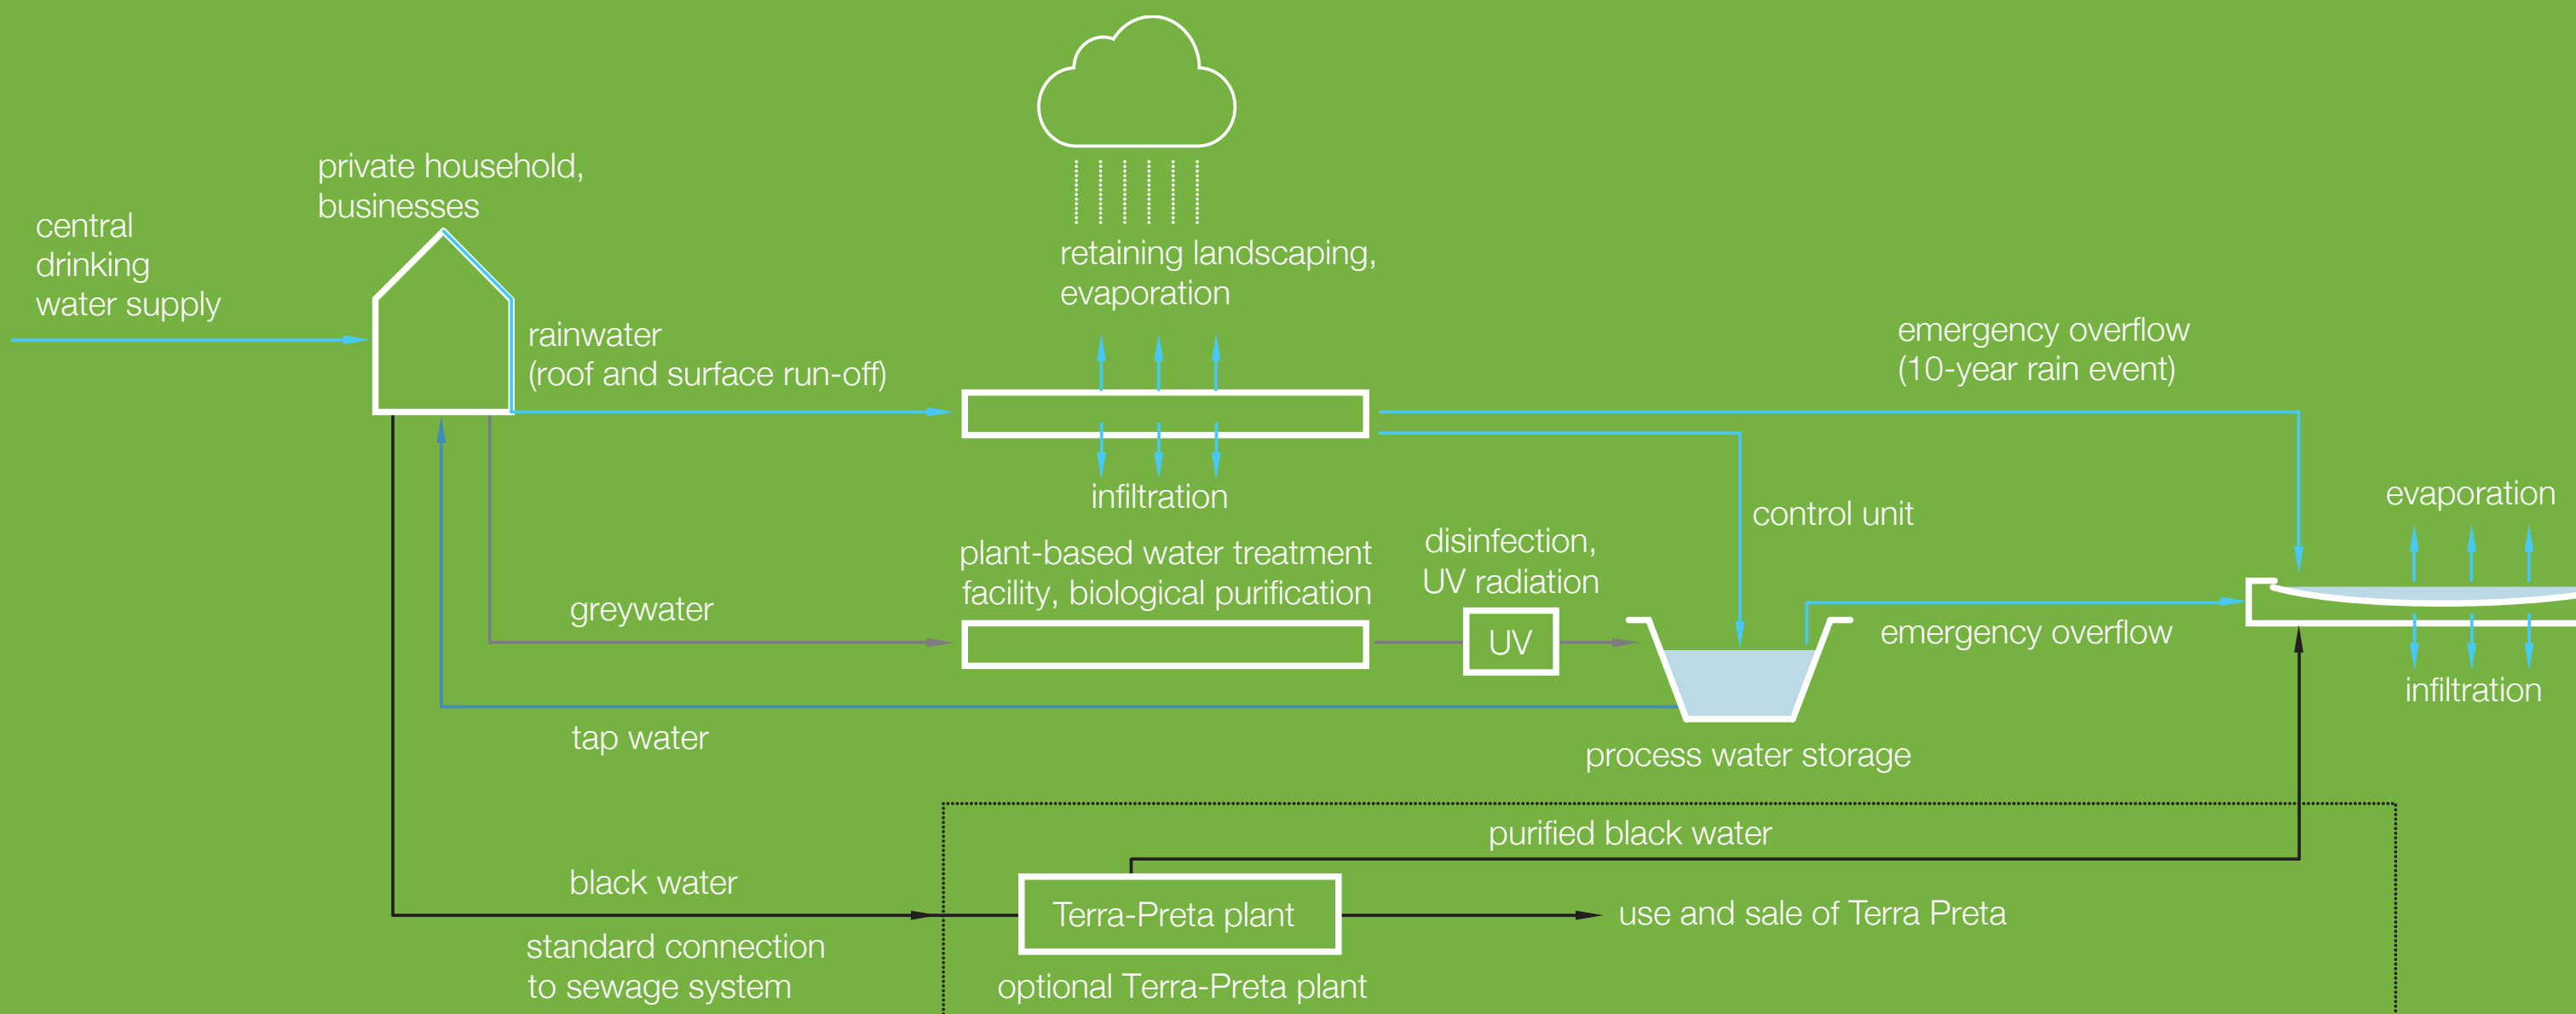 private household,
businesses
central
drinking
water supply
retaining landscaping,
evaporation
rainwater
(roof and surface run-off)
emergency overflow
(10-year rain event)
infiltration
evaporation
control unit
disinfection,
UV radiation
plant-based water treatment
facility, biological purification
greywater
UV
emergency overflow
infiltration
tap water
process water storage
purified black water
black water
Terra-Preta plant
use and sale of Terra Preta
standard connection
to sewage system
optional Terra-Preta plant